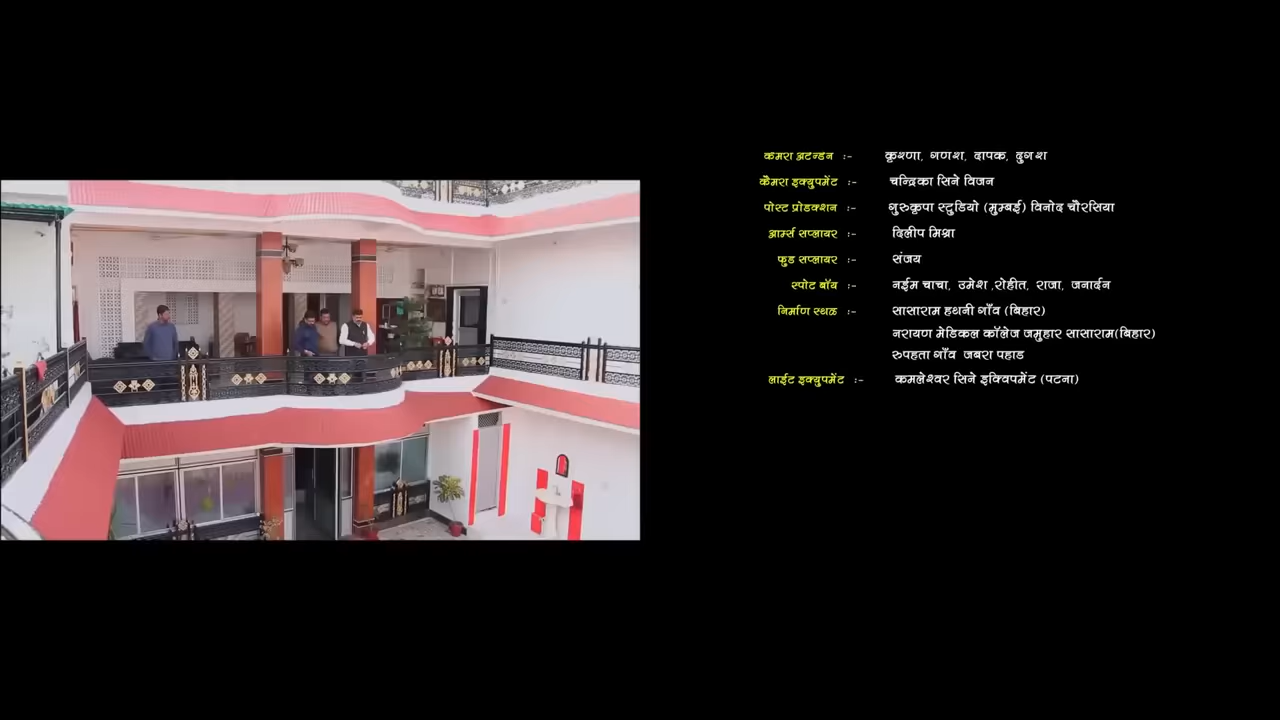 कैमरा अटेन्डेन :- कृश्णा, गणेश, दीपक, दुर्गेश
कैमरा इक्युपमेंट :- चन्द्रिका सिने विजन
पोस्ट प्रोडक्शन :- गुरुकृपा स्टुडियो (मुम्बई) विनोद चौरसिया
आर्म्स सप्लायर :- दिलीप मिश्रा
फुड सप्लायर :- संजय
स्पोट बॉय :- नईम चाचा, उमेश ,रोहीत, राजा, जनार्दन
निर्माण स्थळ :- सासाराम हथनी गाँव (बिहार)
नरायण मेडिकल कॉलेज जमुहार सासाराम(बिहार)
रुपहता गाँव जबरा पहाड
लाईट इक्युपमेंट :- कमलेश्वर सिने इक्विपमेंट (पटना)